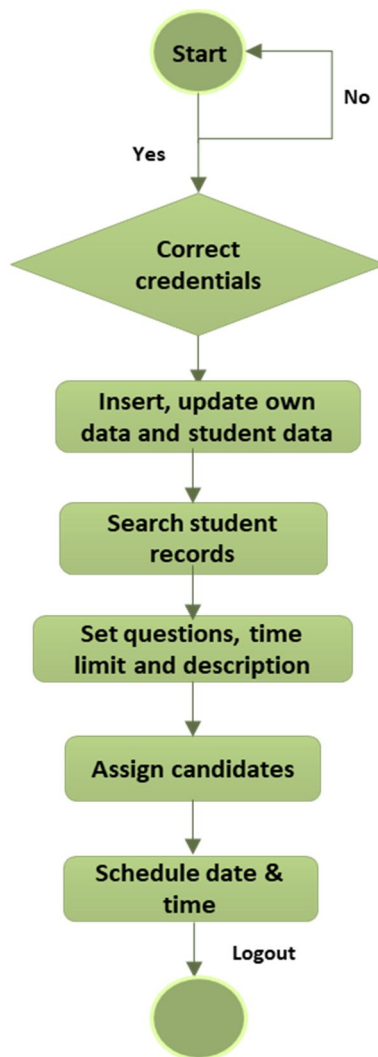 Start
No
Yes
Correct
credentials
Insert, update own
data and student data
Search student
records
Set questions, time
limit and description
Assign candidates
Schedule date &
time
Logout